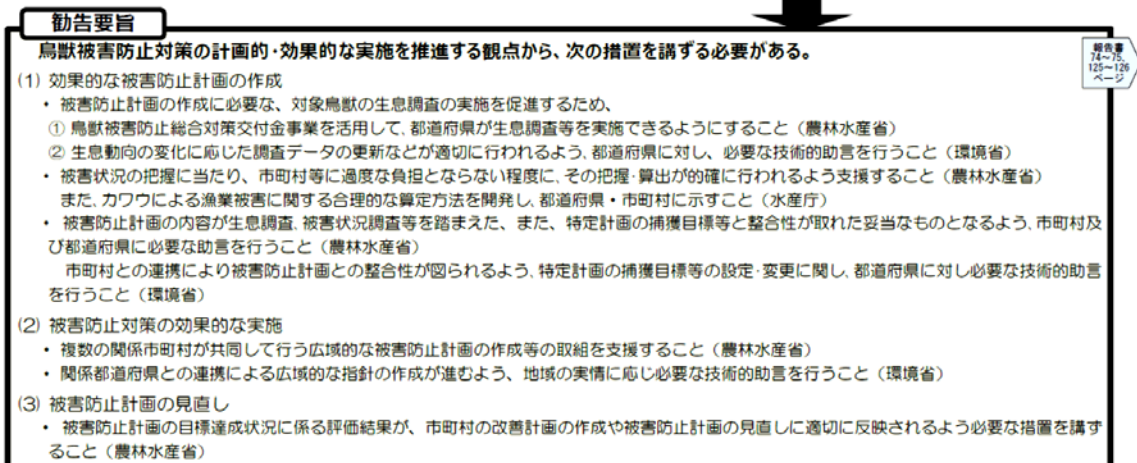 勧告要旨
鳥獣被害防止対策の計画的・効果的な実施を推進する観点から、次の措置を講ずる必要がある。
報告書
74～75、
125～126
ページ
(1) 効果的な被害防止計画の作成
・ 被害防止計画の作成に必要な、対象鳥獣の生息調査の実施を促進するため、
① 鳥獣被害防止総合対策交付金事業を活用して、都道府県が生息調査等を実施できるようにすること（農林水産省）
② 生息動向の変化に応じた調査データの更新などが適切に行われるよう、都道府県に対し、必要な技術的助言を行うこと（環境省）
・ 被害状況の把握に当たり、市町村等に過度な負担とならない程度に、その把握・算出が的確に行われるよう支援すること（農林水産省）
また、カワウによる漁業被害に関する合理的な算定方法を開発し、都道府県・市町村に示すこと（水産庁）
・ 被害防止計画の内容が生息調査、被害状況調査等を踏まえた、また、特定計画の捕獲目標等と整合性が取れた妥当なものとなるよう、市町村及
び都道府県に必要な助言を行うこと（農林水産省）
市町村との連携により被害防止計画との整合性が図られるよう、特定計画の捕獲目標等の設定・変更に関し、都道府県に対し必要な技術的助言
を行うこと（環境省）
(2) 被害防止対策の効果的な実施
・ 複数の関係市町村が共同して行う広域的な被害防止計画の作成等の取組を支援すること（農林水産省）
・ 関係都道府県との連携による広域的な指針の作成が進むよう、地域の実情に応じ必要な技術的助言を行うこと（環境省）
(3) 被害防止計画の見直し
・ 被害防止計画の目標達成状況に係る評価結果が、市町村の改善計画の作成や被害防止計画の見直しに適切に反映されるよう必要な措置を講ず
ること（農林水産省）